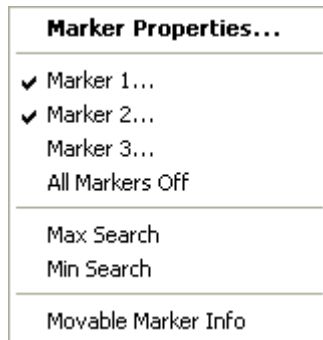 Marker Properties...
Marker 1...
Marker 2...
Marker 3...
All Markers Off
Max Search
Min Search
Movable Marker Info